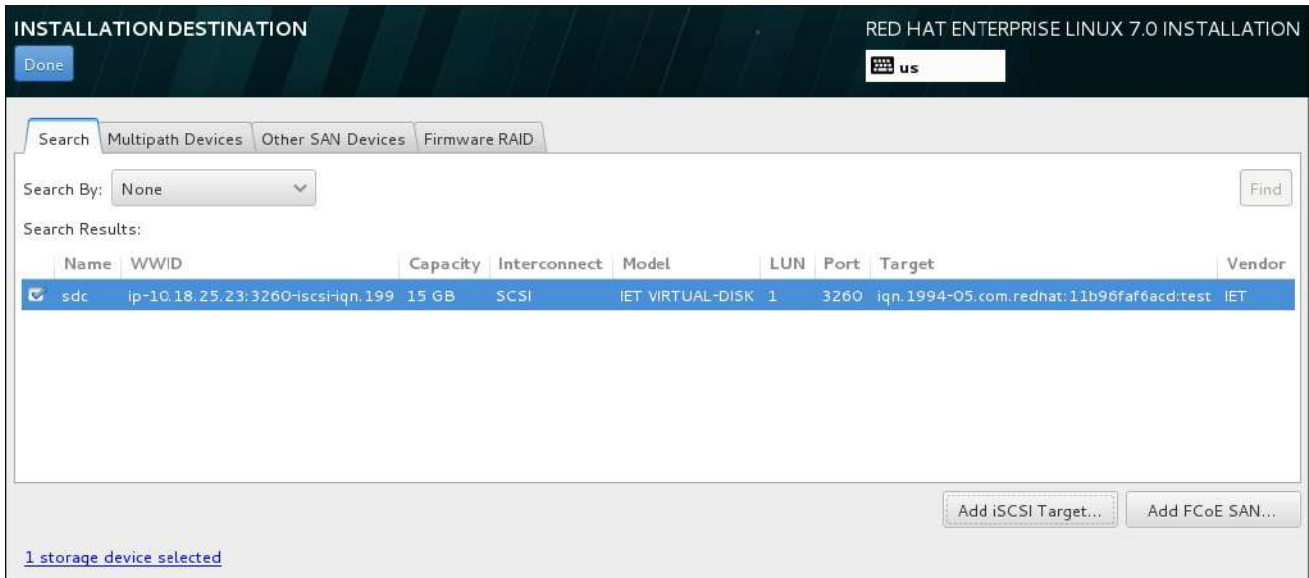 INSTALLATION DESTINATION
RED HAT ENTERPRISE LINUX 7.0 INSTALLATION
Done
us
Search Multipath Devices Other SAN Devices Firmware RAID
Search By: None Find
Search Results:
Name WWID Capacity Interconnect Model LUN Port Target Vendor
sdc ip-10.18.25.23:3260-iscsi-iqn.199 15 GB SCSI IET VIRTUAL-DISK 1 3260 iqn.1994-05.com.redhat:11b96faf6acd:test IET
Add iSCSI Target... Add FCoE SAN...
1 storage device selected